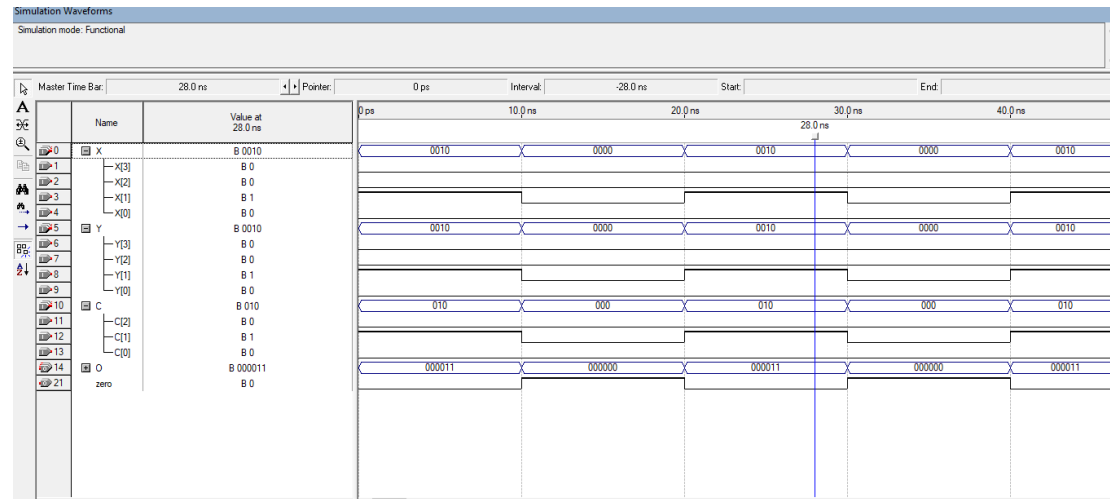 Simulation Waveforms
Simulation mode: Functional
Master Time Bar: 28.0 ns Pointer: 0 ps Interval: -28.0 ns Start: End:
Name Value at 28.0 ns 0 ps 10.0 ns 20.0 ns 30.0 ns 40.0 ns
28.0 ns
0 X B 0010 0010 0000 0010 0000 0010
1 X[3] B 0
2 X[2] B 0
3 X[1] B 1
4 X[0] B 0
5 Y B 0010 0010 0000 0010 0000 0010
6 Y[3] B 0
7 Y[2] B 0
8 Y[1] B 1
9 Y[0] B 0
10 C B 010 010 000 010 000 010
11 C[2] B 0
12 C[1] B 1
13 C[0] B 0
14 O B 000011 000011 000000 000011 000000 000011
21 zero B 0